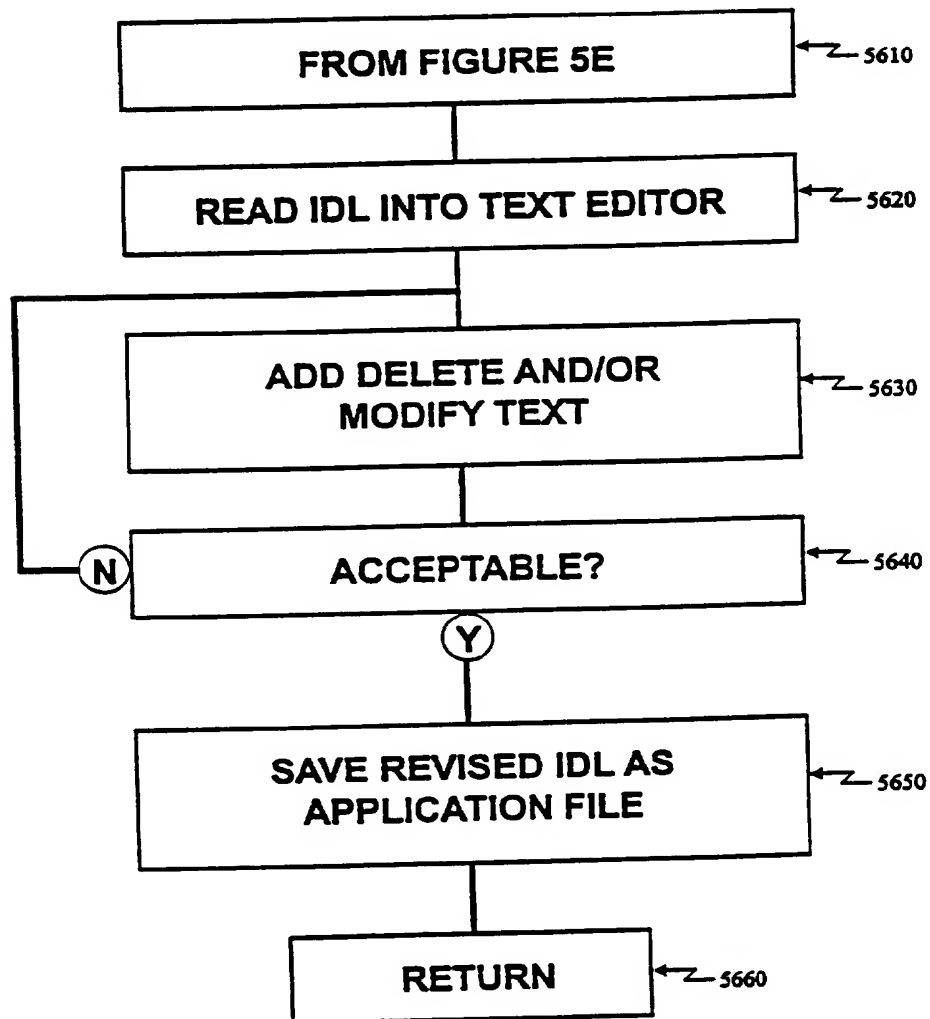 FROM FIGURE 5E
5610
READ IDL INTO TEXT EDITOR
5620
ADD DELETE AND/OR
MODIFY TEXT
5630
N
ACCEPTABLE?
5640
Y
SAVE REVISED IDL AS
APPLICATION FILE
5650
RETURN
5660